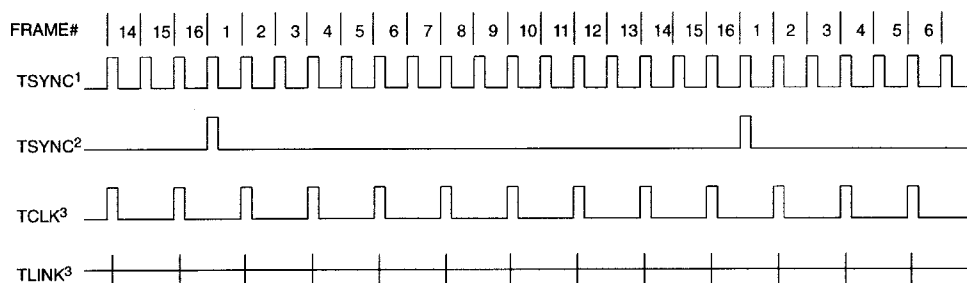 FRAME# 14 15 16 1 2 3 4 5 6 7 8 9 10 11 12 13 14 15 16 1 2 3 4 5 6
TSYNC¹
TSYNC²
TCLK³
TLINK³